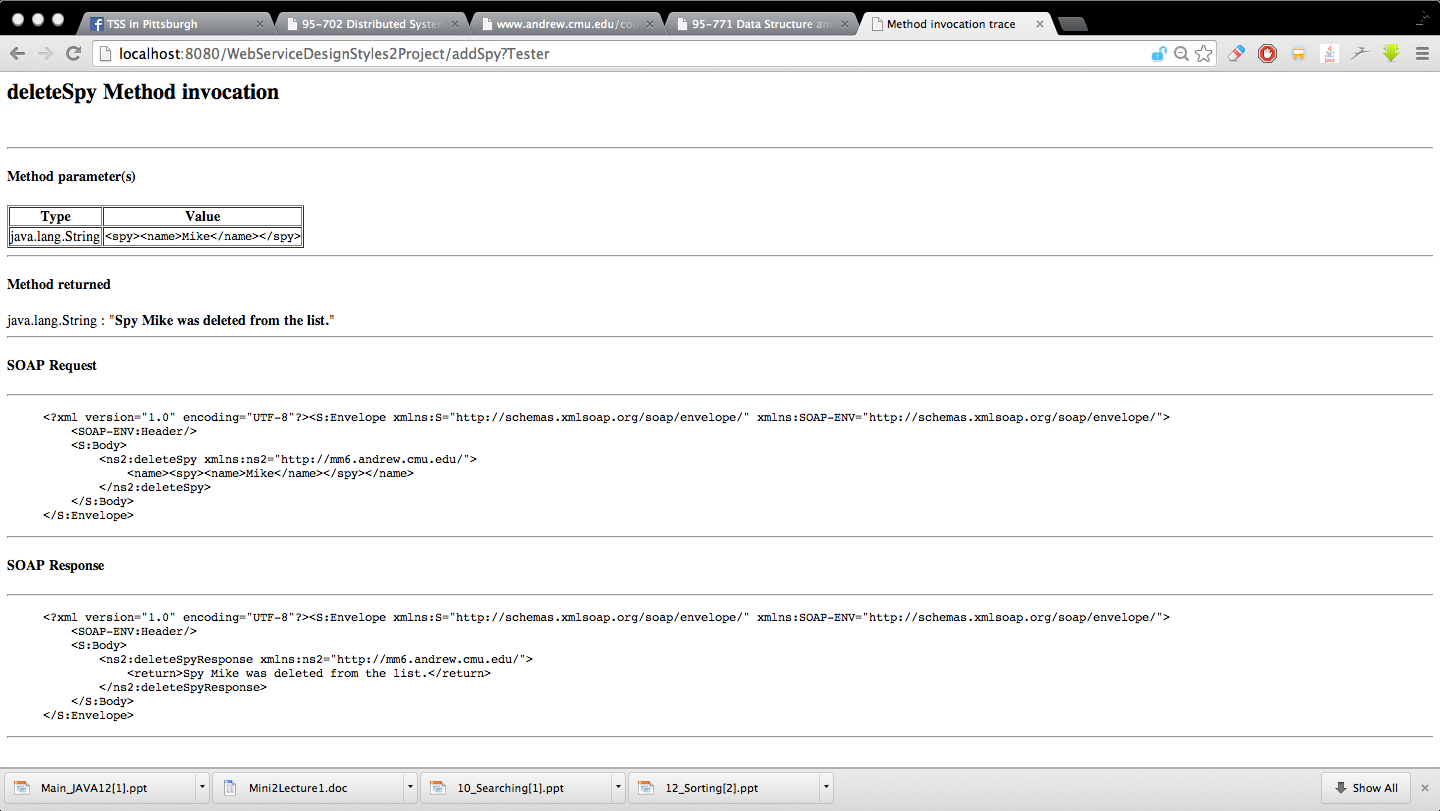 TSS in Pittsburgh
95-702 Distributed System
www.andrew.cmu.edu/cou
95-771 Data Structure an
Method invocation trace
localhost:8080/WebServiceDesignStyles2Project/addSpy?Tester
deleteSpy Method invocation
Method parameter(s)
Type Value
java.lang.String <spy><name>Mike</name></spy>
Method returned
java.lang.String : "Spy Mike was deleted from the list."
SOAP Request
<?xml version="1.0" encoding="UTF-8"?><S:Envelope xmlns:S="http://schemas.xmlsoap.org/soap/envelope/" xmlns:SOAP-ENV="http://schemas.xmlsoap.org/soap/envelope/">
<SOAP-ENV:Header/>
<S:Body>
<ns2:deleteSpy xmlns:ns2="http://mm6.andrew.cmu.edu/">
<name><spy><name>Mike</name></spy></name>
</ns2:deleteSpy>
</S:Body>
</S:Envelope>
SOAP Response
<?xml version="1.0" encoding="UTF-8"?><S:Envelope xmlns:S="http://schemas.xmlsoap.org/soap/envelope/" xmlns:SOAP-ENV="http://schemas.xmlsoap.org/soap/envelope/">
<SOAP-ENV:Header/>
<S:Body>
<ns2:deleteSpyResponse xmlns:ns2="http://mm6.andrew.cmu.edu/">
<return>Spy Mike was deleted from the list.</return>
</ns2:deleteSpyResponse>
</S:Body>
</S:Envelope>
Main_JAVA12[1].ppt
Mini2Lecture1.doc
10_Searching[1].ppt
12_Sorting[2].ppt
Show All